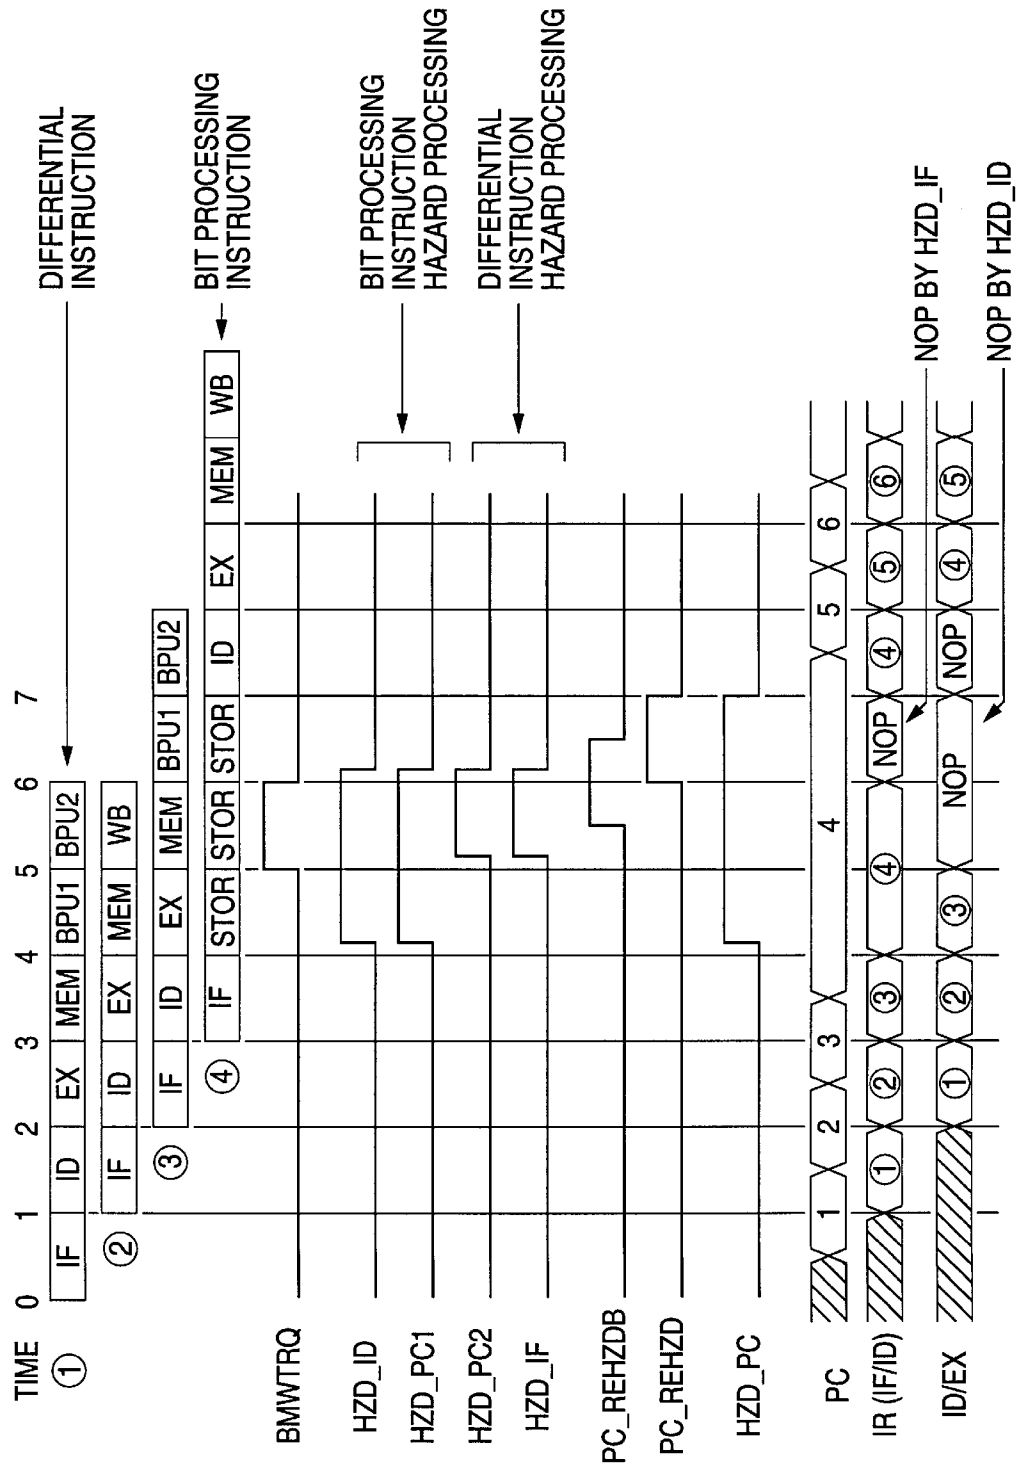 TIME 0 1 2 3 4 5 6 7
① IF ID EX MEM BPU1 BPU2
DIFFERENTIAL
INSTRUCTION
② IF ID EX MEM WB
③ IF ID EX MEM BPU1 BPU2
④ IF STOR STOR STOR ID EX MEM WB
BIT PROCESSING
INSTRUCTION
BMWTRQ
HZD_ID
HZD_PC1
BIT PROCESSING
INSTRUCTION
HAZARD PROCESSING
HZD_PC2
HZD_IF
DIFFERENTIAL
INSTRUCTION
HAZARD PROCESSING
PC_REHZDB
PC_REHZD
HZD_PC
PC 1 2 3 4 5 6
IR (IF/ID) ① ② ③ ④ NOP ④ ⑤ ⑥
NOP BY HZD_IF
ID/EX ① ② ③ NOP NOP ④ ⑤
NOP BY HZD_ID